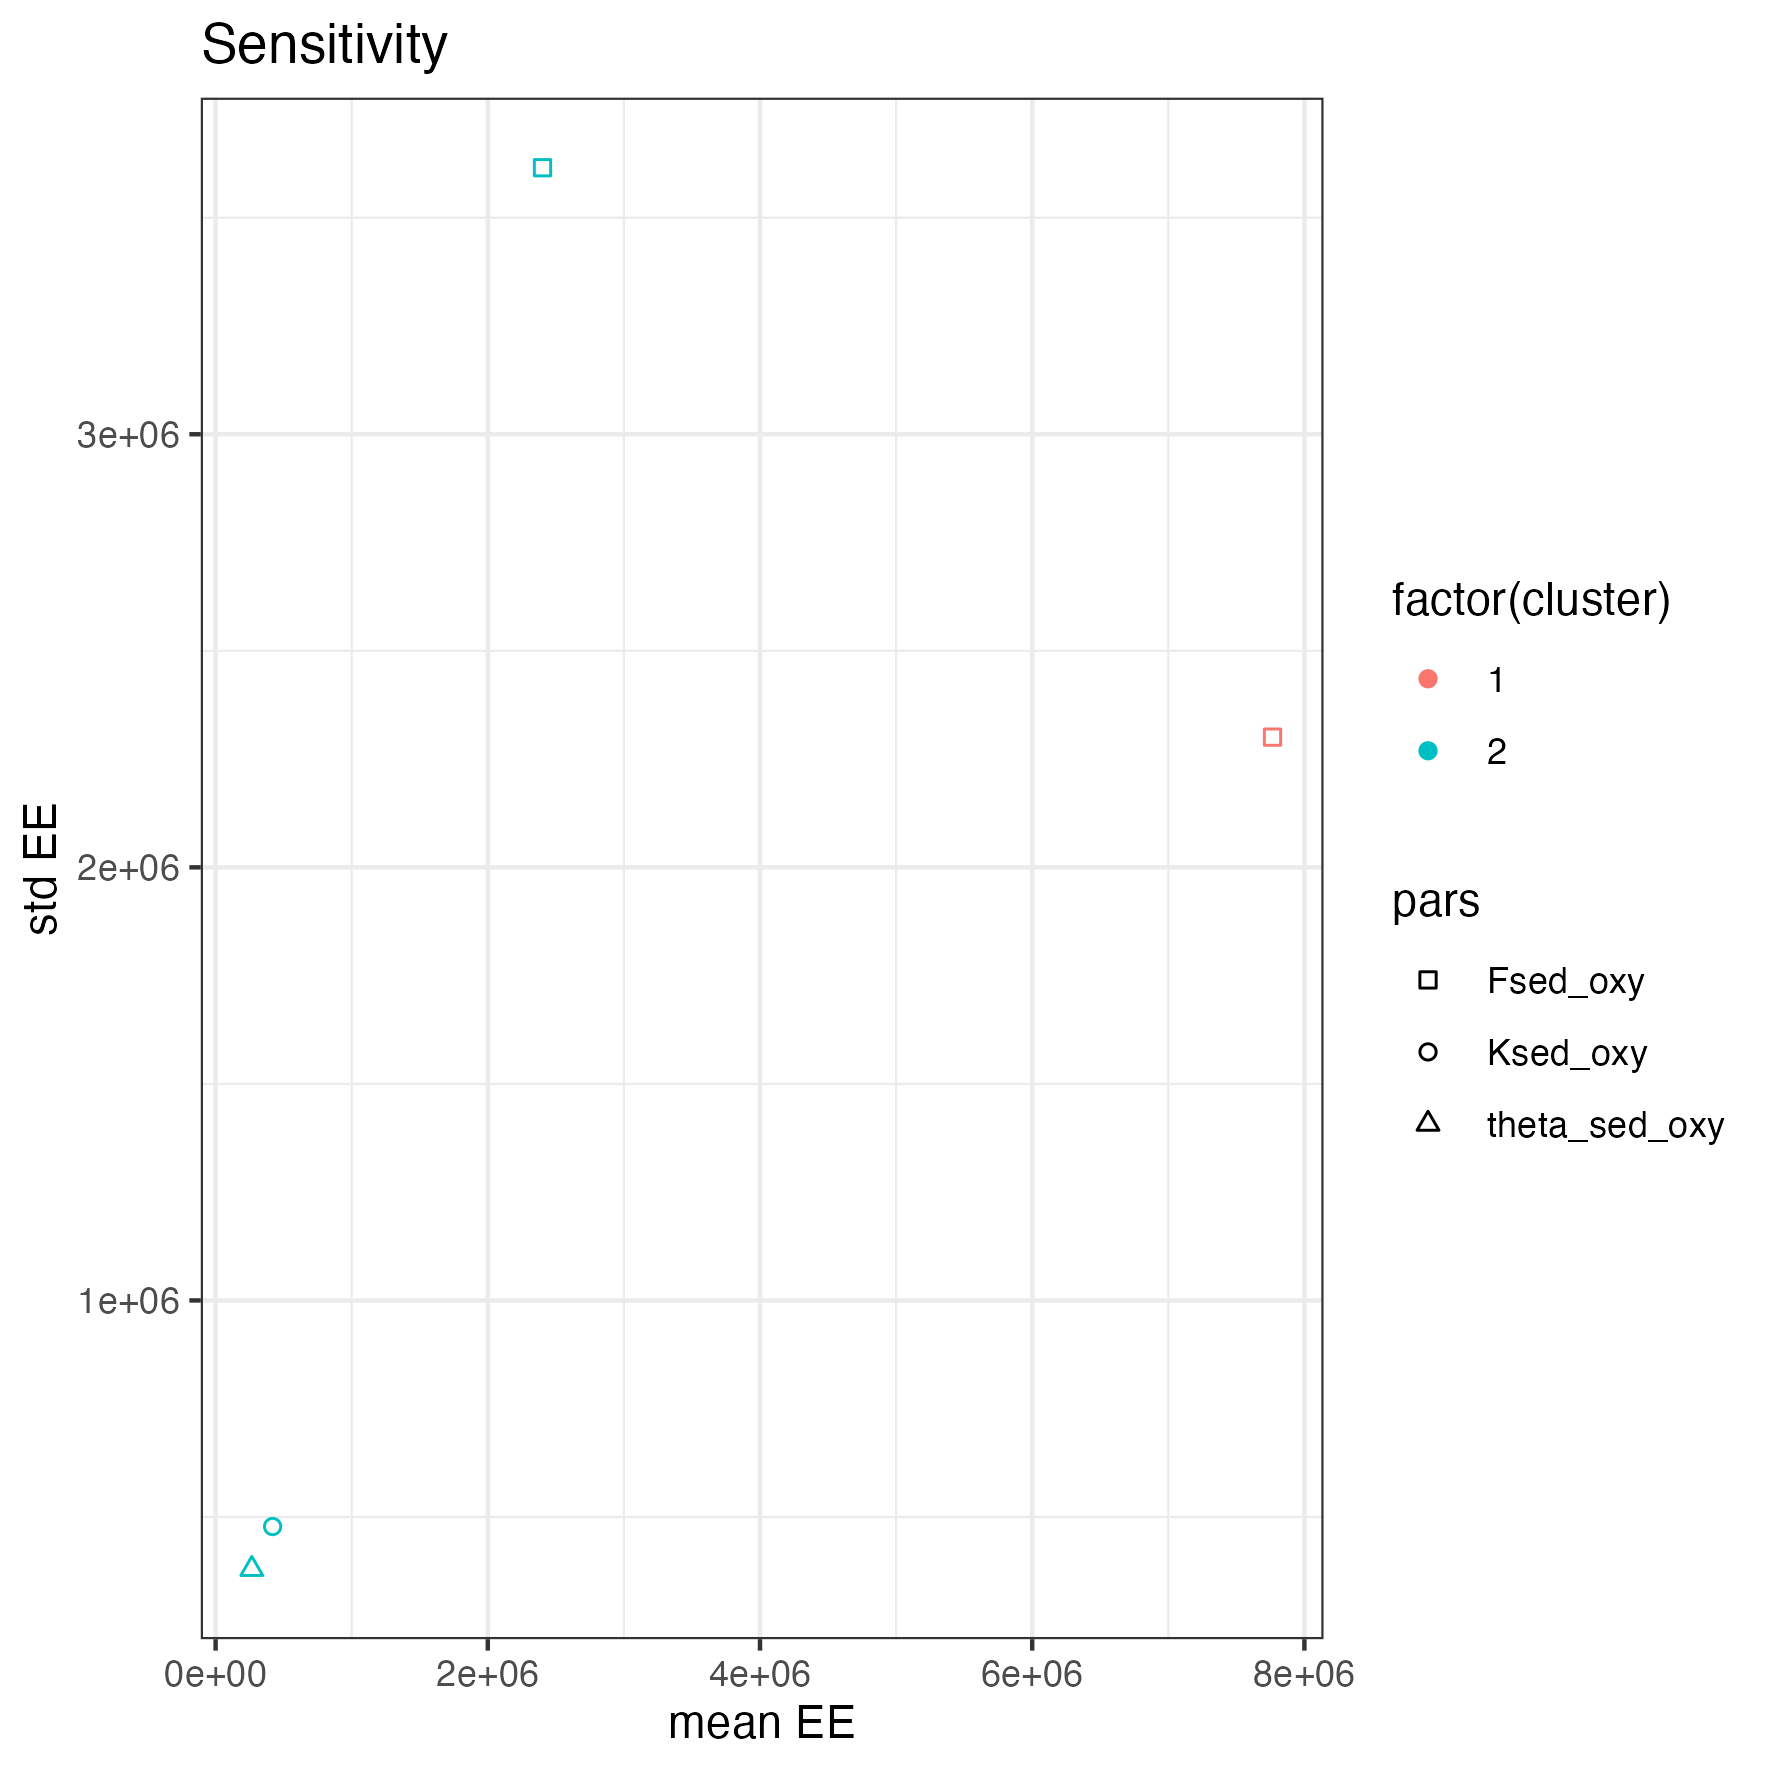 Sensitivity
3e+06
2e+06
1e+06
std EE
0e+00 2e+06 4e+06 6e+06 8e+06
mean EE
factor(cluster)
1
2
pars
Fsed_oxy
Ksed_oxy
theta_sed_oxy